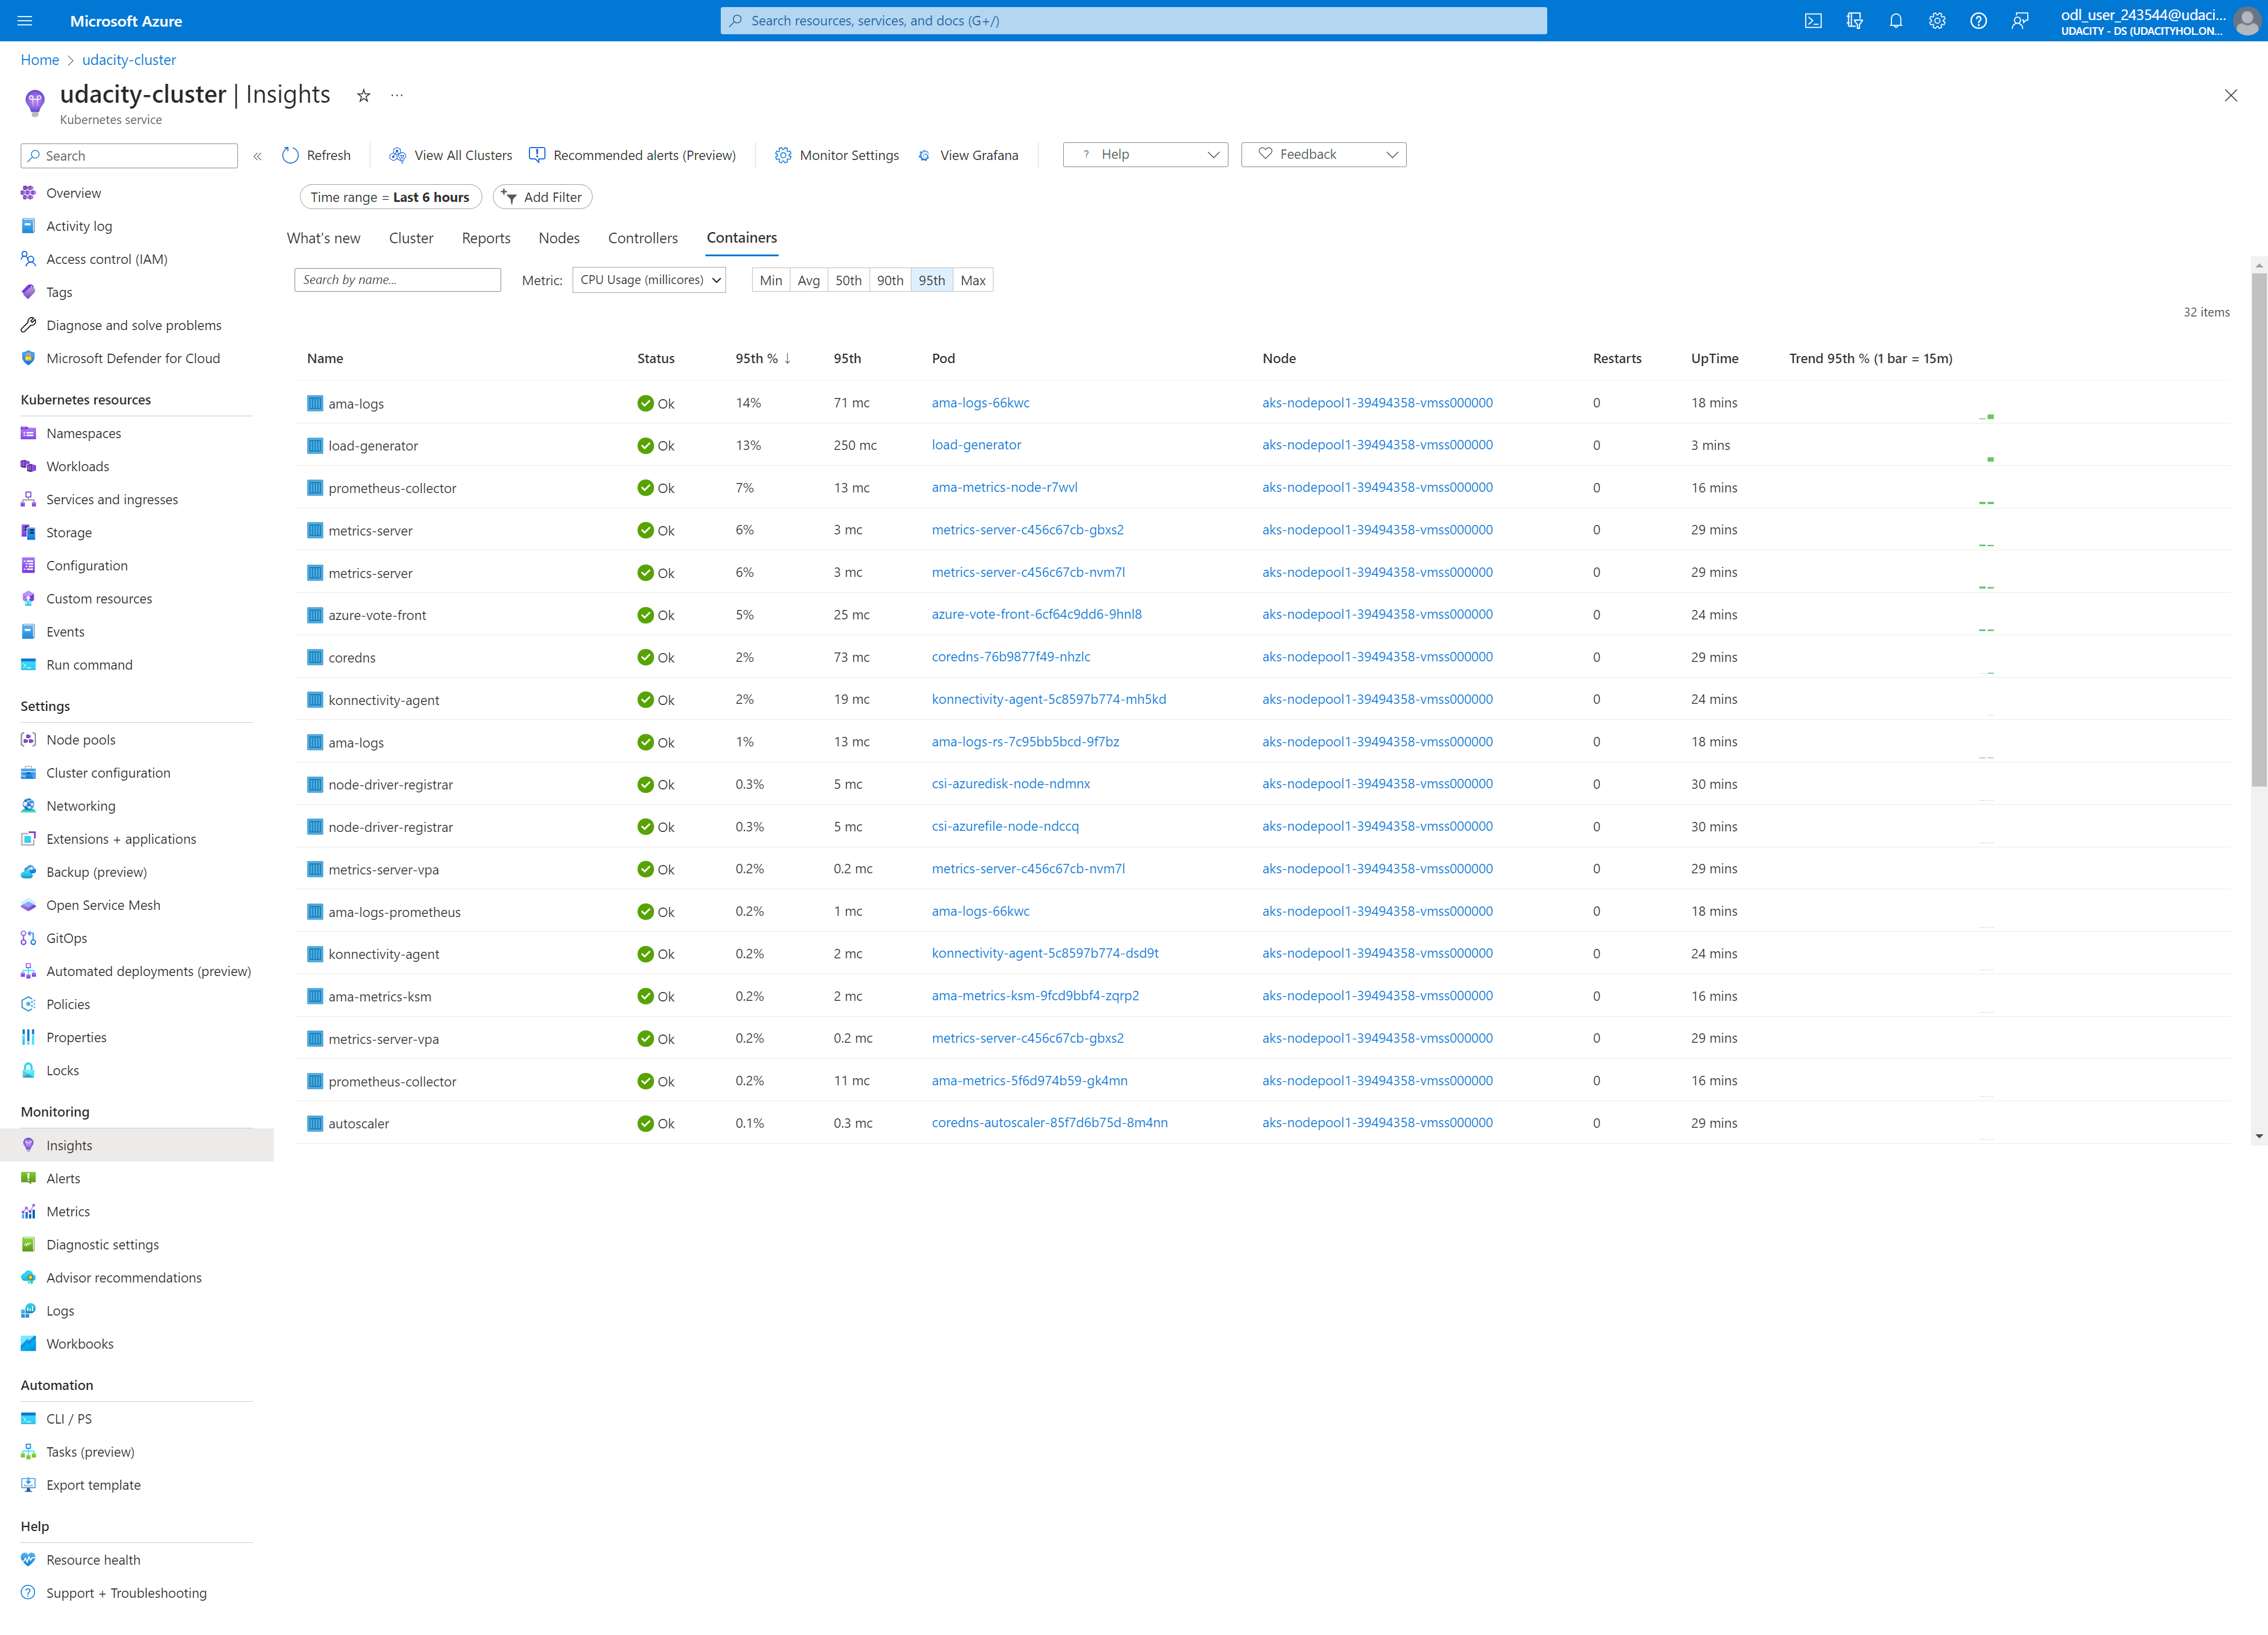 Microsoft Azure
Search resources, services, and docs (G+/)
odl_user_243544@udaci...
UDACITY - DS (UDACITYHOL.ON...
Home > udacity-cluster
udacity-cluster | Insights
Kubernetes service
Search
Refresh View All Clusters Recommended alerts (Preview) Monitor Settings View Grafana ? Help Feedback
Time range = Last 6 hours Add Filter
What's new Cluster Reports Nodes Controllers Containers
Search by name... Metric: CPU Usage (millicores) Min Avg 50th 90th 95th Max
32 items
Name Status 95th % ↓ 95th Pod Node Restarts UpTime Trend 95th % (1 bar = 15m)
ama-logs Ok 14% 71 mc ama-logs-66kwc aks-nodepool1-39494358-vmss000000 0 18 mins
load-generator Ok 13% 250 mc load-generator aks-nodepool1-39494358-vmss000000 0 3 mins
prometheus-collector Ok 7% 13 mc ama-metrics-node-r7wvl aks-nodepool1-39494358-vmss000000 0 16 mins
metrics-server Ok 6% 3 mc metrics-server-c456c67cb-gbxs2 aks-nodepool1-39494358-vmss000000 0 29 mins
metrics-server Ok 6% 3 mc metrics-server-c456c67cb-nvm7l aks-nodepool1-39494358-vmss000000 0 29 mins
azure-vote-front Ok 5% 25 mc azure-vote-front-6cf64c9dd6-9hnl8 aks-nodepool1-39494358-vmss000000 0 24 mins
coredns Ok 2% 73 mc coredns-76b9877f49-nhzlc aks-nodepool1-39494358-vmss000000 0 29 mins
konnectivity-agent Ok 2% 19 mc konnectivity-agent-5c8597b774-mh5kd aks-nodepool1-39494358-vmss000000 0 24 mins
ama-logs Ok 1% 13 mc ama-logs-rs-7c95bb5bcd-9f7bz aks-nodepool1-39494358-vmss000000 0 18 mins
node-driver-registrar Ok 0.3% 5 mc csi-azuredisk-node-ndmnx aks-nodepool1-39494358-vmss000000 0 30 mins
node-driver-registrar Ok 0.3% 5 mc csi-azurefile-node-ndccq aks-nodepool1-39494358-vmss000000 0 30 mins
metrics-server-vpa Ok 0.2% 0.2 mc metrics-server-c456c67cb-nvm7l aks-nodepool1-39494358-vmss000000 0 29 mins
ama-logs-prometheus Ok 0.2% 1 mc ama-logs-66kwc aks-nodepool1-39494358-vmss000000 0 18 mins
konnectivity-agent Ok 0.2% 2 mc konnectivity-agent-5c8597b774-dsd9t aks-nodepool1-39494358-vmss000000 0 24 mins
ama-metrics-ksm Ok 0.2% 2 mc ama-metrics-ksm-9fcd9bbf4-zqrp2 aks-nodepool1-39494358-vmss000000 0 16 mins
metrics-server-vpa Ok 0.2% 0.2 mc metrics-server-c456c67cb-gbxs2 aks-nodepool1-39494358-vmss000000 0 29 mins
prometheus-collector Ok 0.2% 11 mc ama-metrics-5f6d974b59-gk4mn aks-nodepool1-39494358-vmss000000 0 16 mins
autoscaler Ok 0.1% 0.3 mc coredns-autoscaler-85f7d6b75d-8m4nn aks-nodepool1-39494358-vmss000000 0 29 mins
Overview
Activity log
Access control (IAM)
Tags
Diagnose and solve problems
Microsoft Defender for Cloud
Kubernetes resources
Namespaces
Workloads
Services and ingresses
Storage
Configuration
Custom resources
Events
Run command
Settings
Node pools
Cluster configuration
Networking
Extensions + applications
Backup (preview)
Open Service Mesh
GitOps
Automated deployments (preview)
Policies
Properties
Locks
Monitoring
Insights
Alerts
Metrics
Diagnostic settings
Advisor recommendations
Logs
Workbooks
Automation
CLI / PS
Tasks (preview)
Export template
Help
Resource health
Support + Troubleshooting